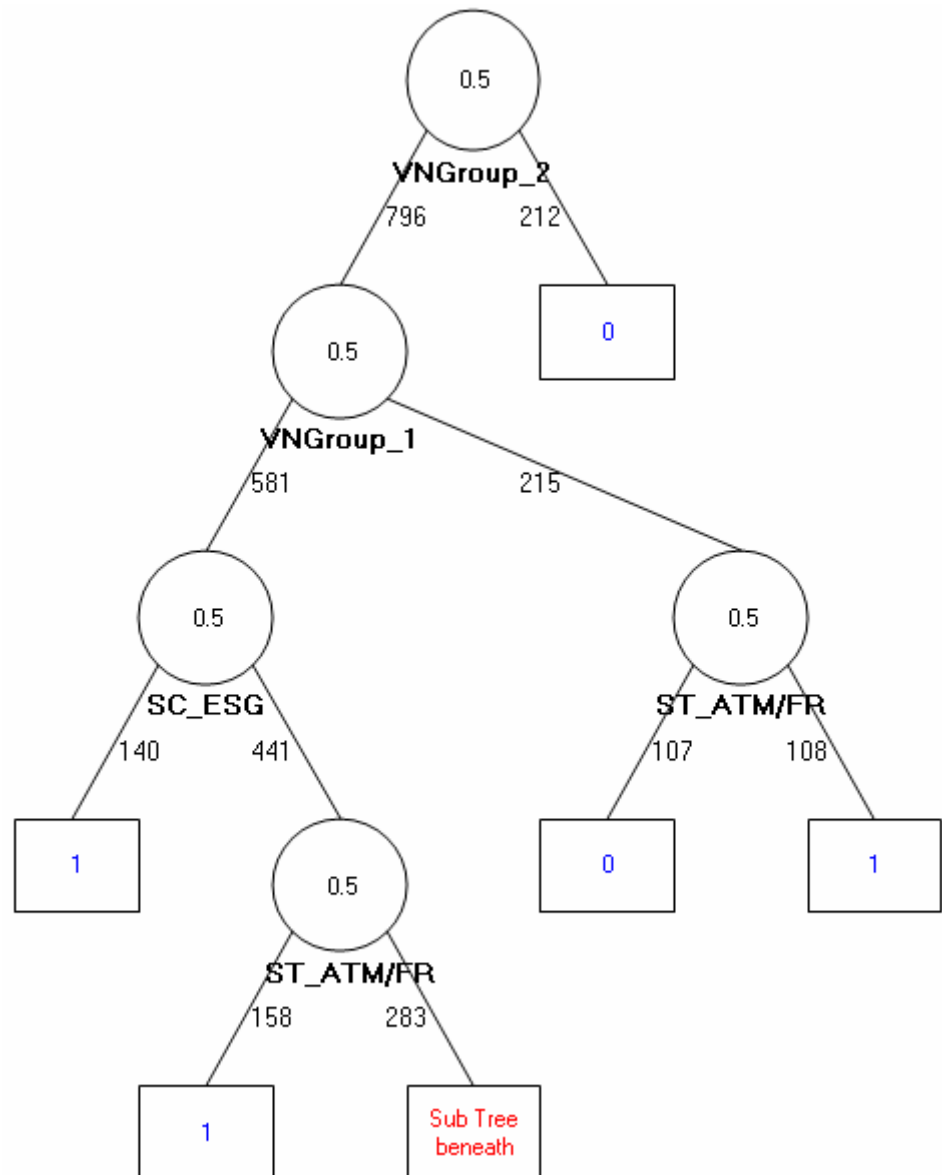 0.5
VNGroup_2
796 212
0.5 0
VNGroup_1
581 215
0.5 0.5
SC_ESG ST_ATM/FR
140 441 107 108
1 0.5 0 1
ST_ATM/FR
158 283
1 Sub Tree
beneath